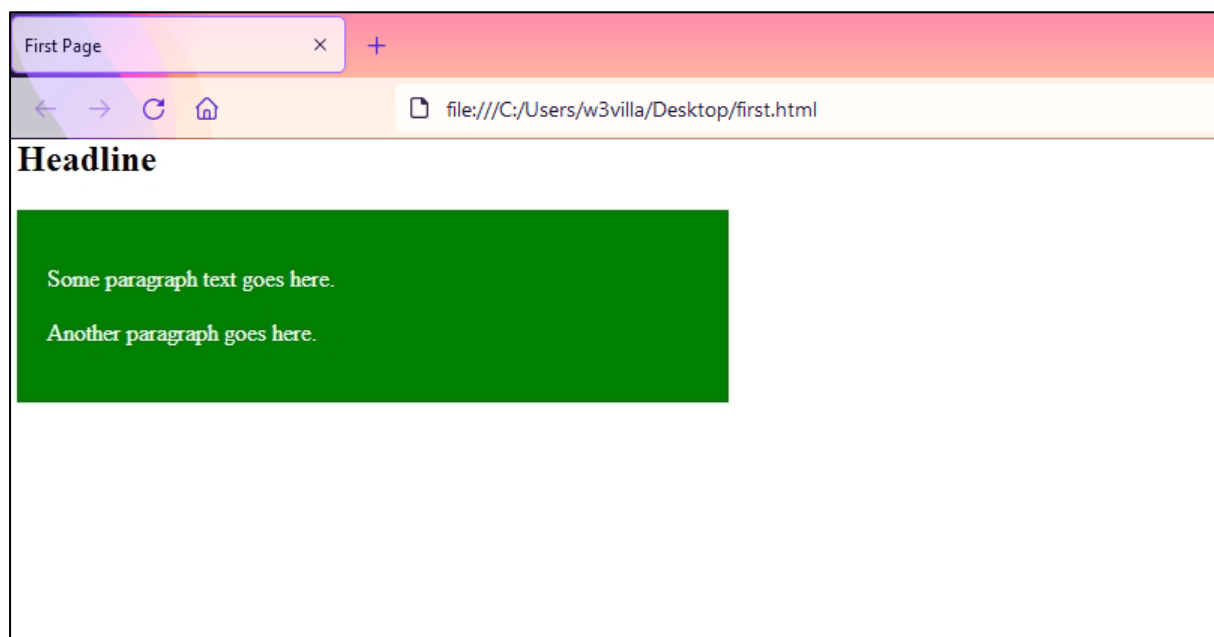 First Page
file:///C:/Users/w3villa/Desktop/first.html
Headline
Some paragraph text goes here.
Another paragraph goes here.